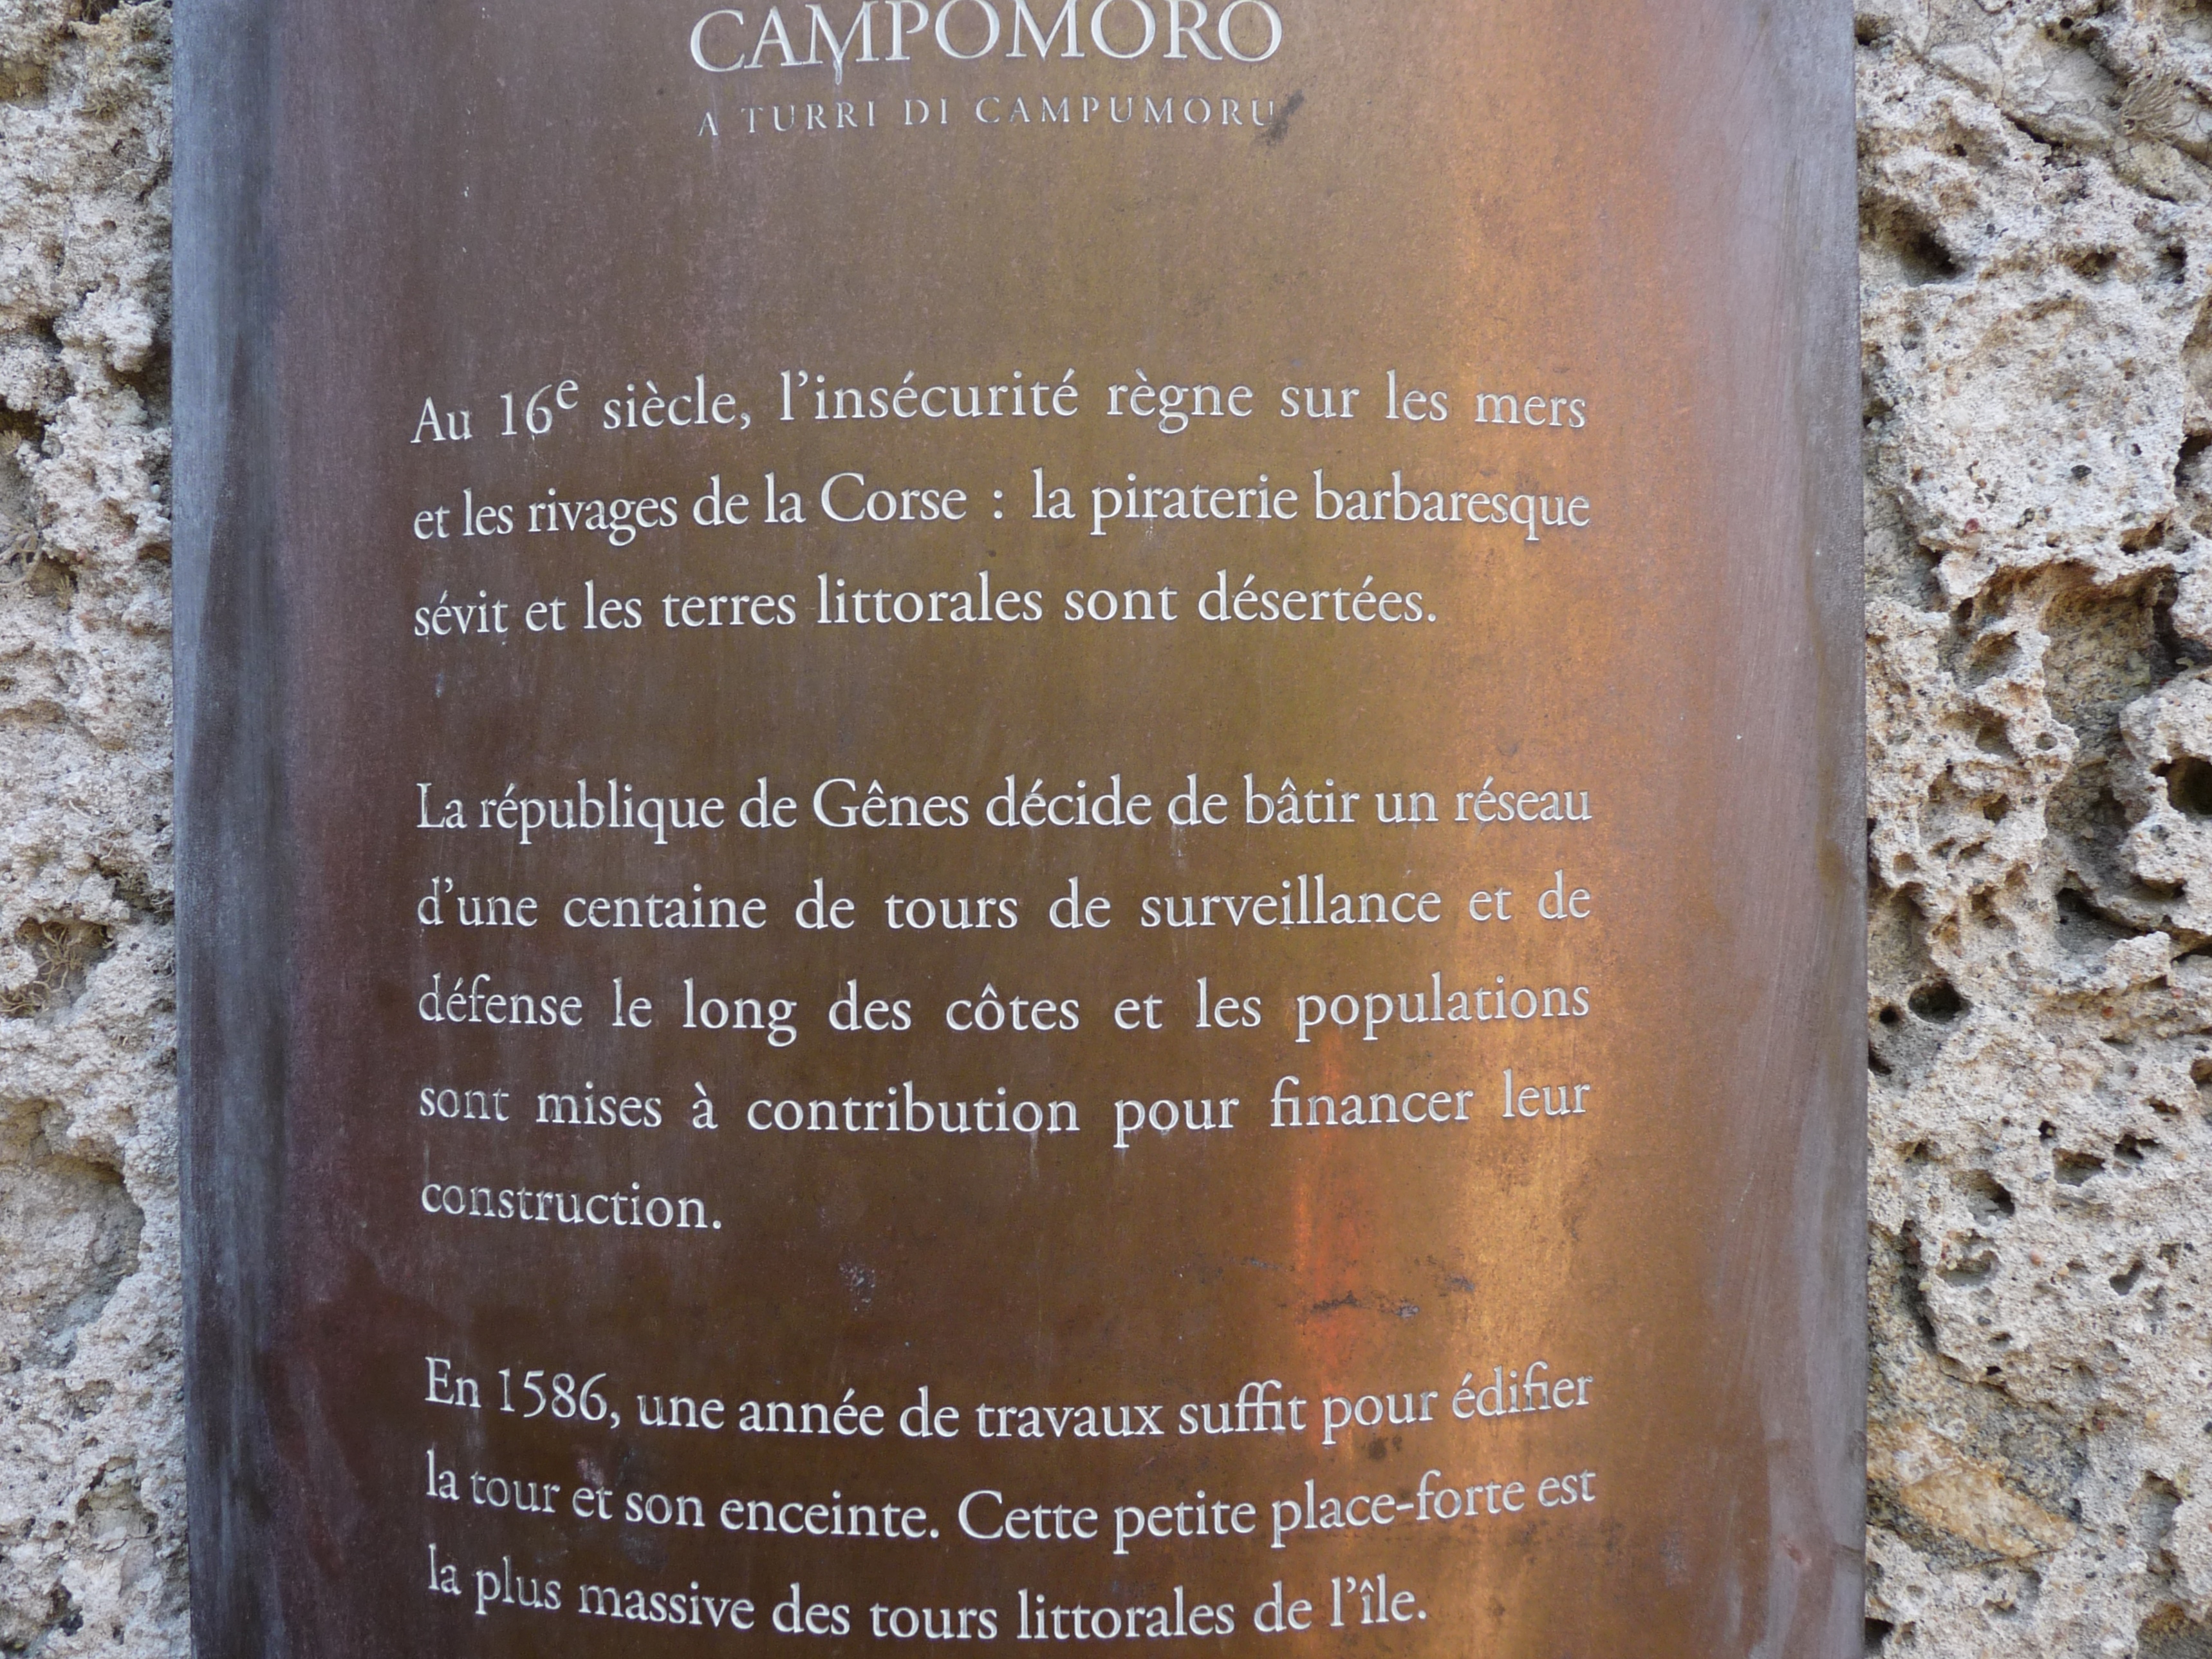 CAMPOMORO
A TURRI DI CAMPUMORU
Au 16e siècle, l'insécurité règne sur les mers
et les rivages de la Corse : la piraterie barbaresque
sévit et les terres littorales sont désertées.
La république de Gênes décide de bâtir un réseau
d'une centaine de tours de surveillance et de
défense le long des côtes et les populations
sont mises à contribution pour financer leur
construction.
En 1586, une année de travaux suffit pour édifier
la tour et son enceinte. Cette petite place-forte est
la plus massive des tours littorales de l'île.